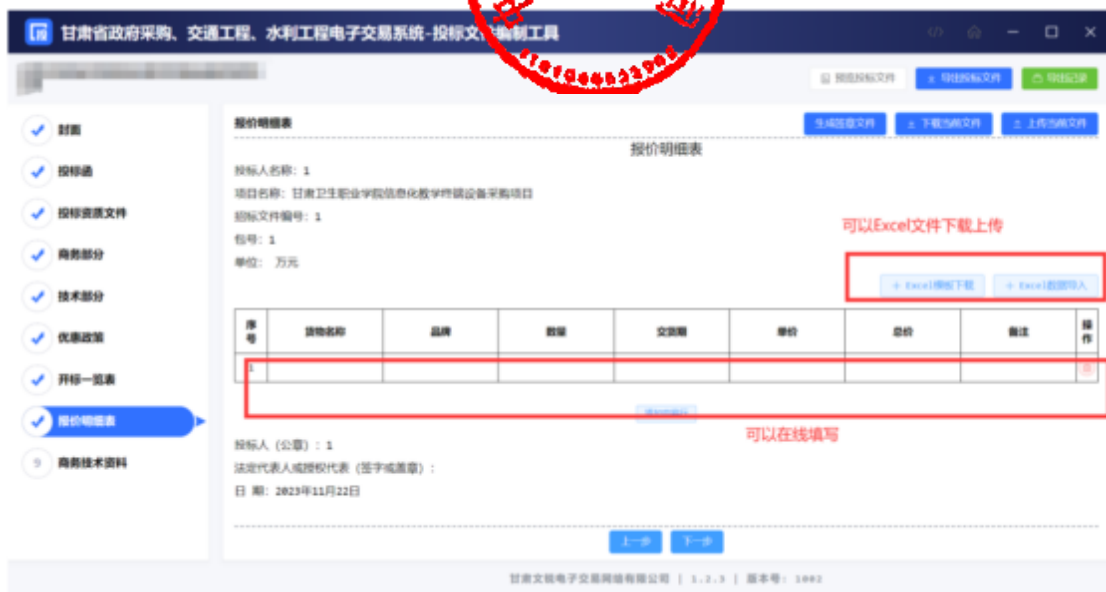 甘肃省政府采购、交通工程、水利工程电子交易系统-投标文件编制工具
预览投标文件 导出投标文件 导出记录
封面
投标函
投标资质文件
商务部分
技术部分
优惠政策
开标一览表
报价明细表
9 商务技术资料
报价明细表 生成签章文件 下载当前文件 上传当前文件
报价明细表
投标人名称: 1
项目名称: 甘肃卫生职业学院信息化教学终端设备采购项目
招标文件编号: 1
包号: 1
单位: 万元
可以Excel文件下载上传
+ Excel模板下载 + Excel数据导入
序号 货物名称 品牌 数量 交货期 单价 总价 备注 操作
1
可以在线填写
投标人 (公章) : 1
法定代表人或授权代表 (签字或盖章) :
日 期: 2023年11月22日
上一步 下一步
甘肃文锐电子交易网络有限公司 | 1.2.3 | 版本号: 1002